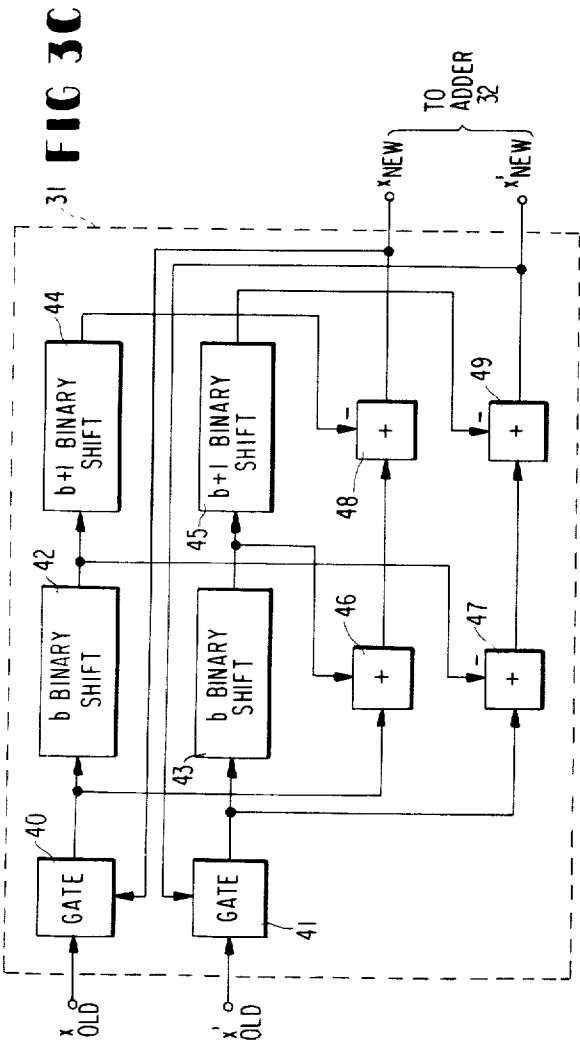 FIG 3C
31
X OLD
GATE
40
b BINARY
SHIFT
42
b+1 BINARY
SHIFT
44
X' OLD
GATE
41
b BINARY
SHIFT
43
b+1 BINARY
SHIFT
45
+
46
-
+
48
X NEW
-
+
47
-
+
49
X' NEW
TO
ADDER
32